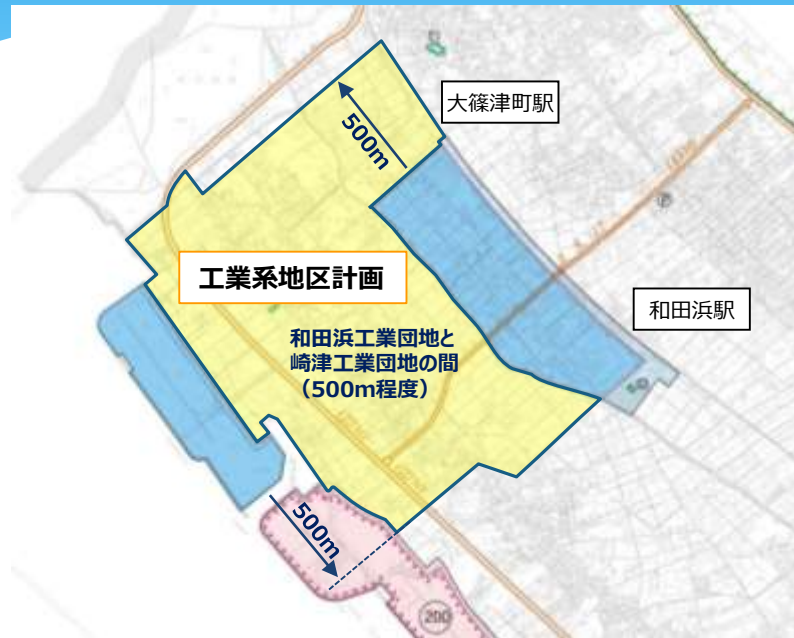 大篠津町駅
500m
工業系地区計画
和田浜駅
和田浜工業団地と
崎津工業団地の間
（500m程度）
500m
200